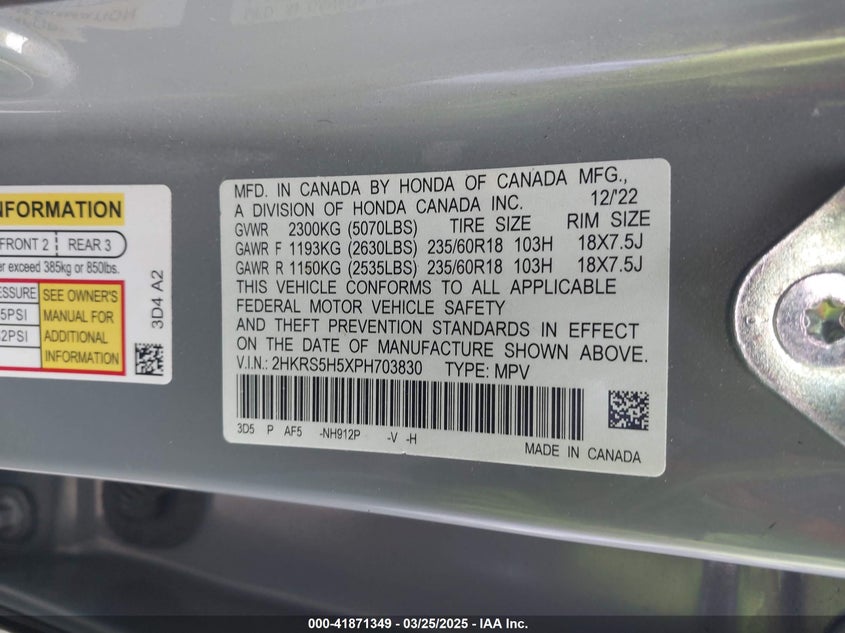 INFORMATION
FRONT 2 | REAR 3
er exceed 385kg or 850lbs.
SEE OWNER'S
5PSI MANUAL FOR
2PSI ADDITIONAL
INFORMATION
3D4 A2
MFD. IN CANADA BY HONDA OF CANADA MFG.,
A DIVISION OF HONDA CANADA INC. 12/'22
GVWR 2300KG (5070LBS) TIRE SIZE RIM SIZE
GAWR F 1193KG (2630LBS) 235/60R18 103H 18X7.5J
GAWR R 1150KG (2535LBS) 235/60R18 103H 18X7.5J
THIS VEHICLE CONFORMS TO ALL APPLICABLE
FEDERAL MOTOR VEHICLE SAFETY
AND THEFT PREVENTION STANDARDS IN EFFECT
ON THE DATE OF MANUFACTURE SHOWN ABOVE.
V.I.N.: 2HKRS5H5XPH703830 TYPE: MPV
3D5 P AF5 -NH912P -V -H
MADE IN CANADA
000-41871349 — 03/25/2025 — IAA Inc.